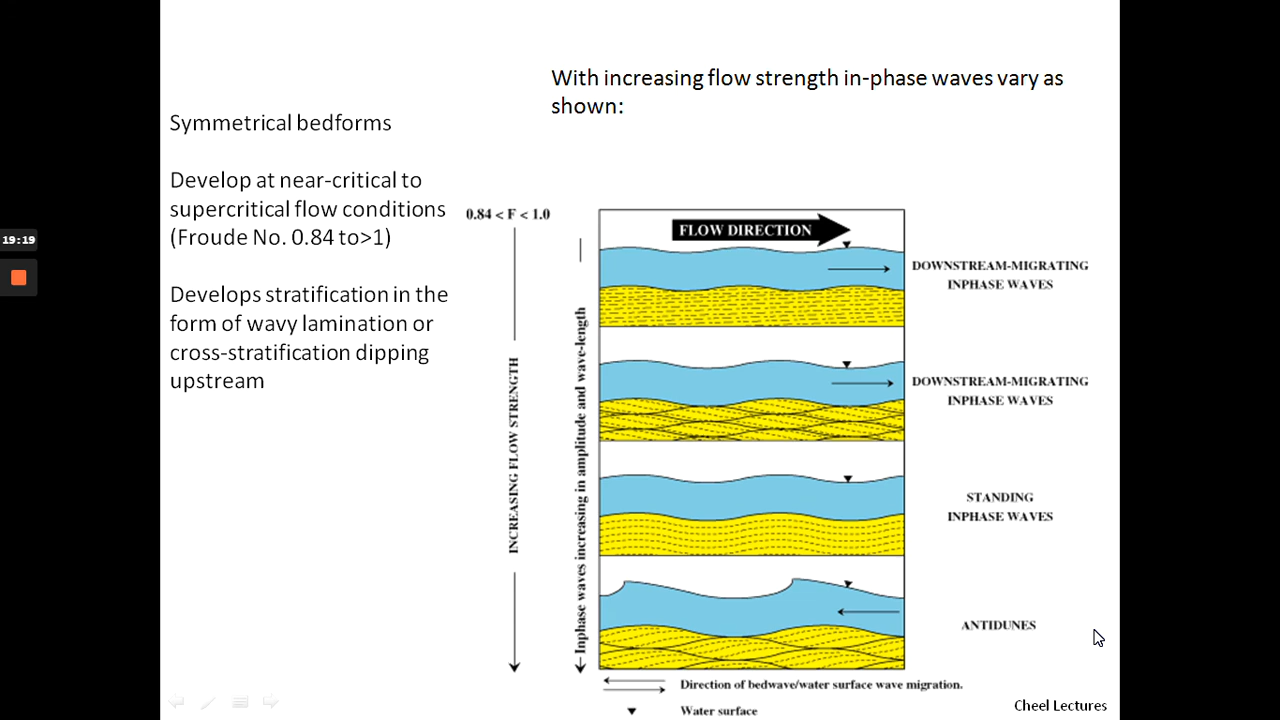 With increasing flow strength in-phase waves vary as
shown:
Symmetrical bedforms
Develop at near-critical to
supercritical flow conditions
(Froude No. 0.84 to>1)
Develops stratification in the
form of wavy lamination or
cross-stratification dipping
upstream
19:19
0.84 < F < 1.0
INCREASING FLOW STRENGTH
Inphase waves increasing in amplitude and wave-length
FLOW DIRECTION
DOWNSTREAM-MIGRATING
INPHASE WAVES
DOWNSTREAM-MIGRATING
INPHASE WAVES
STANDING
INPHASE WAVES
ANTIDUNES
Direction of bedwave/water surface wave migration.
Water surface
Cheel Lectures